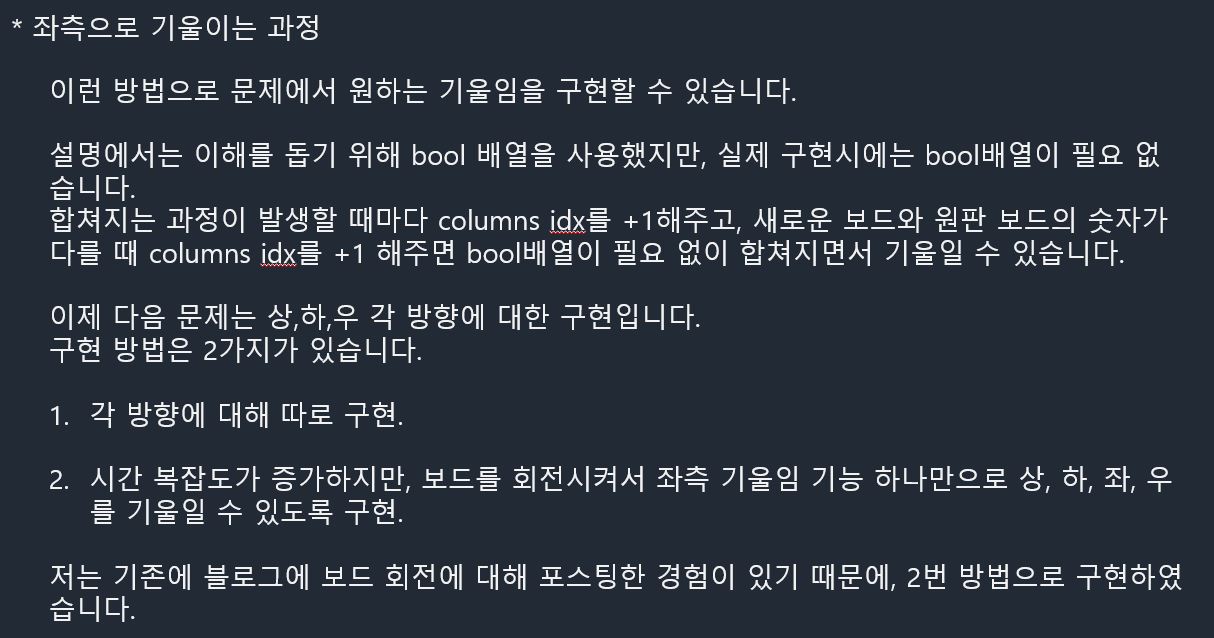 * 좌측으로 기울이는 과정
이런 방법으로 문제에서 원하는 기울임을 구현할 수 있습니다.
설명에서는 이해를 돕기 위해 bool 배열을 사용했지만, 실제 구현시에는 bool배열이 필요 없
습니다.
합쳐지는 과정이 발생할 때마다 columns idx를 +1해주고, 새로운 보드와 원판 보드의 숫자가
다를 때 columns idx를 +1 해주면 bool배열이 필요 없이 합쳐지면서 기울일 수 있습니다.
이제 다음 문제는 상,하,우 각 방향에 대한 구현입니다.
구현 방법은 2가지가 있습니다.
1. 각 방향에 대해 따로 구현.
2. 시간 복잡도가 증가하지만, 보드를 회전시켜서 좌측 기울임 기능 하나만으로 상, 하, 좌, 우
를 기울일 수 있도록 구현.
저는 기존에 블로그에 보드 회전에 대해 포스팅한 경험이 있기 때문에, 2번 방법으로 구현하였
습니다.